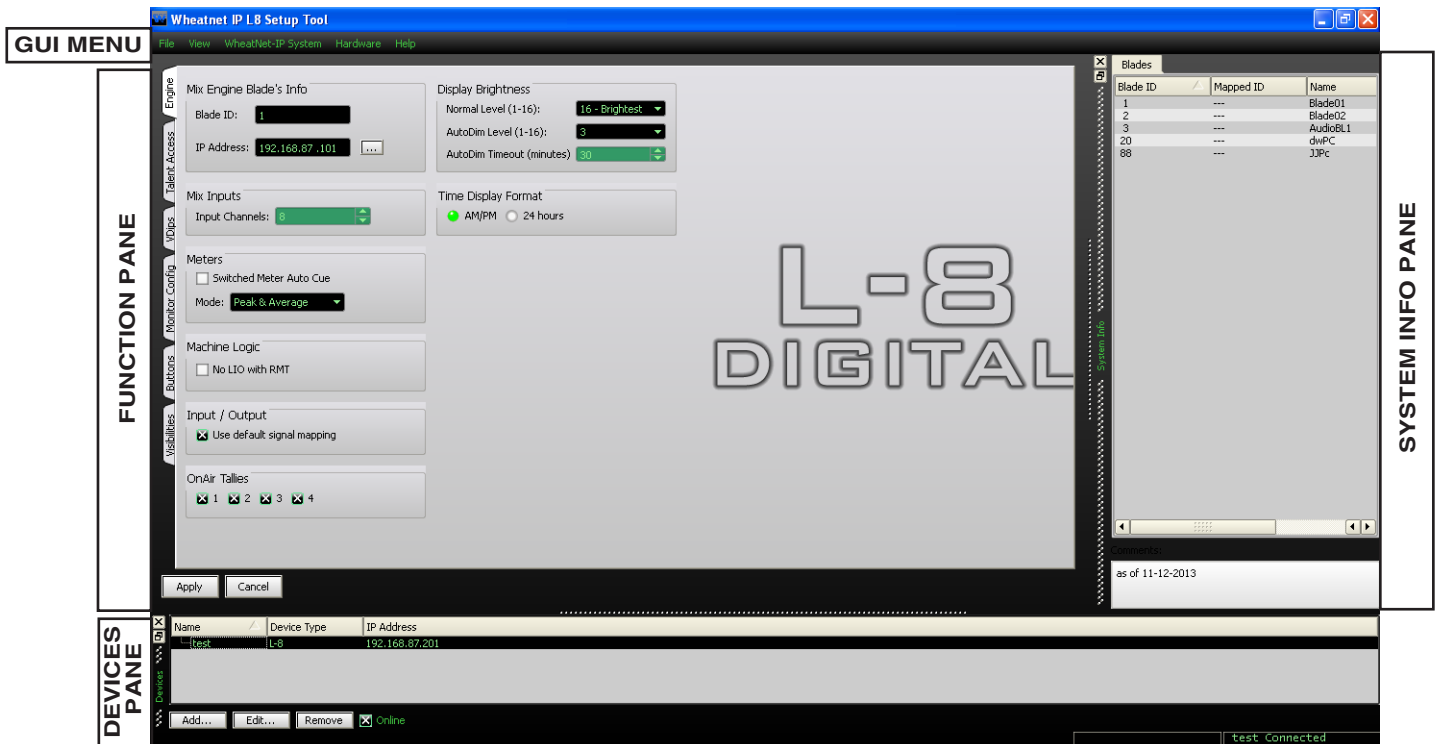 Wheatnet IP L8 Setup Tool
GUI MENU
File View WheatNet-IP System Hardware Help
FUNCTION PANE
Engine
Talent Access
VDips
Monitor Config
Buttons
Visibilities
Mix Engine Blade's Info
Blade ID: 1
IP Address: 192.168.87 .101 ...
Mix Inputs
Input Channels: 8
Meters
Switched Meter Auto Cue
Mode: Peak & Average
Machine Logic
No LIO with RMT
Input / Output
Use default signal mapping
OnAir Tallies
1 2 3 4
Display Brightness
Normal Level (1-16): 16 - Brightest
AutoDim Level (1-16): 3
AutoDim Timeout (minutes) 30
Time Display Format
AM/PM 24 hours
L-8
DIGITAL
Apply Cancel
System Info
Blades
Blade ID Mapped ID Name
1 --- Blade01
2 --- Blade02
3 --- AudioBL1
20 --- dwPC
88 --- JJPc
Comments:
as of 11-12-2013
SYSTEM INFO PANE
DEVICES
PANE
Devices
Name Device Type IP Address
test L-8 192.168.87.201
Add... Edit... Remove Online
test Connected